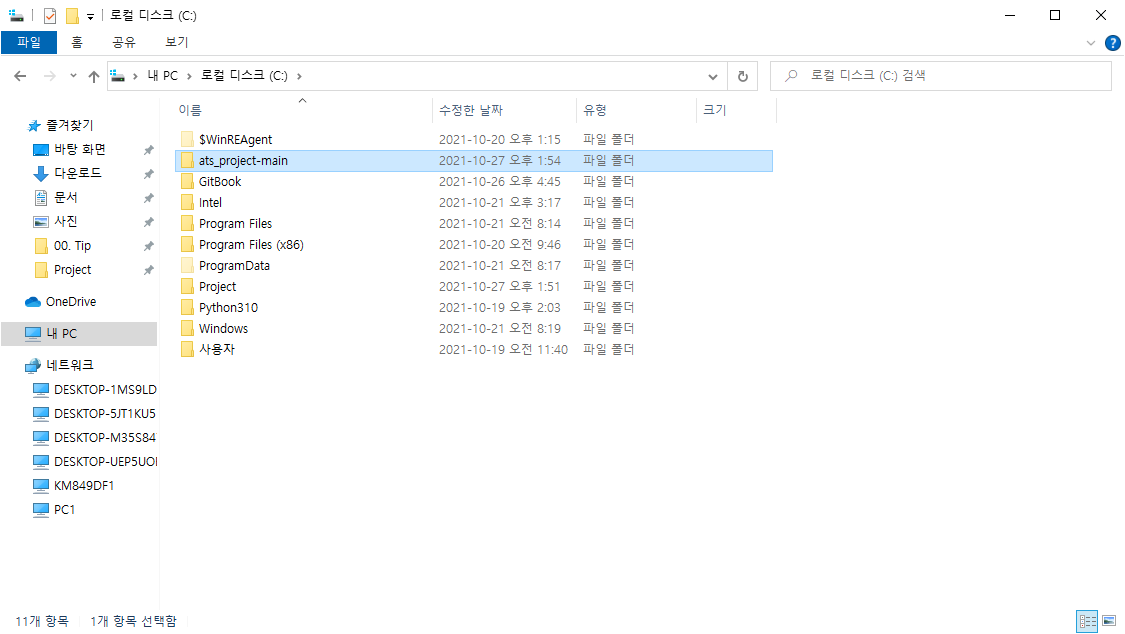 로컬 디스크 (C:)
파일 홈 공유 보기
내 PC 로컬 디스크 (C:) 로컬 디스크 (C:) 검색
이름 수정한 날짜 유형 크기
즐겨찾기
바탕 화면
다운로드
문서
사진
00. Tip
Project
OneDrive
내 PC
네트워크
DESKTOP-1MS9LD
DESKTOP-5JT1KU5
DESKTOP-M35S84
DESKTOP-UEP5UO
KM849DF1
PC1
$WinREAgent 2021-10-20 오후 1:15 파일 폴더
ats_project-main 2021-10-27 오후 1:54 파일 폴더
GitBook 2021-10-26 오후 4:45 파일 폴더
Intel 2021-10-21 오후 3:17 파일 폴더
Program Files 2021-10-21 오전 8:14 파일 폴더
Program Files (x86) 2021-10-20 오전 9:46 파일 폴더
ProgramData 2021-10-21 오전 8:17 파일 폴더
Project 2021-10-27 오후 1:51 파일 폴더
Python310 2021-10-19 오후 2:03 파일 폴더
Windows 2021-10-21 오전 8:19 파일 폴더
사용자 2021-10-19 오전 11:40 파일 폴더
11개 항목 1개 항목 선택함